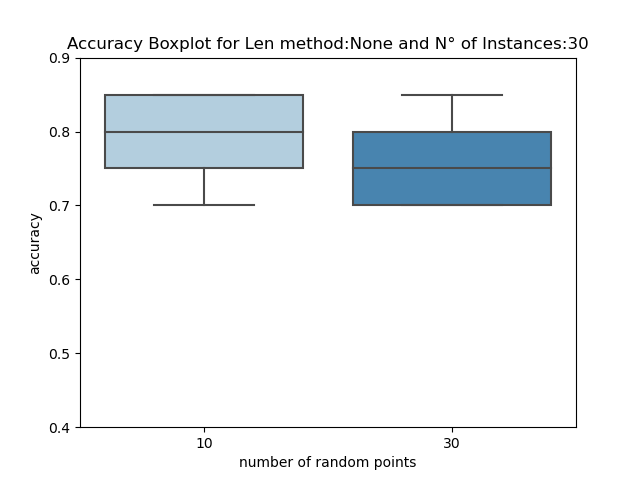 Accuracy Boxplot for Len method:None and N° of Instances:30
0.9
0.8
0.7
0.6
0.5
0.4
accuracy
10 30
number of random points